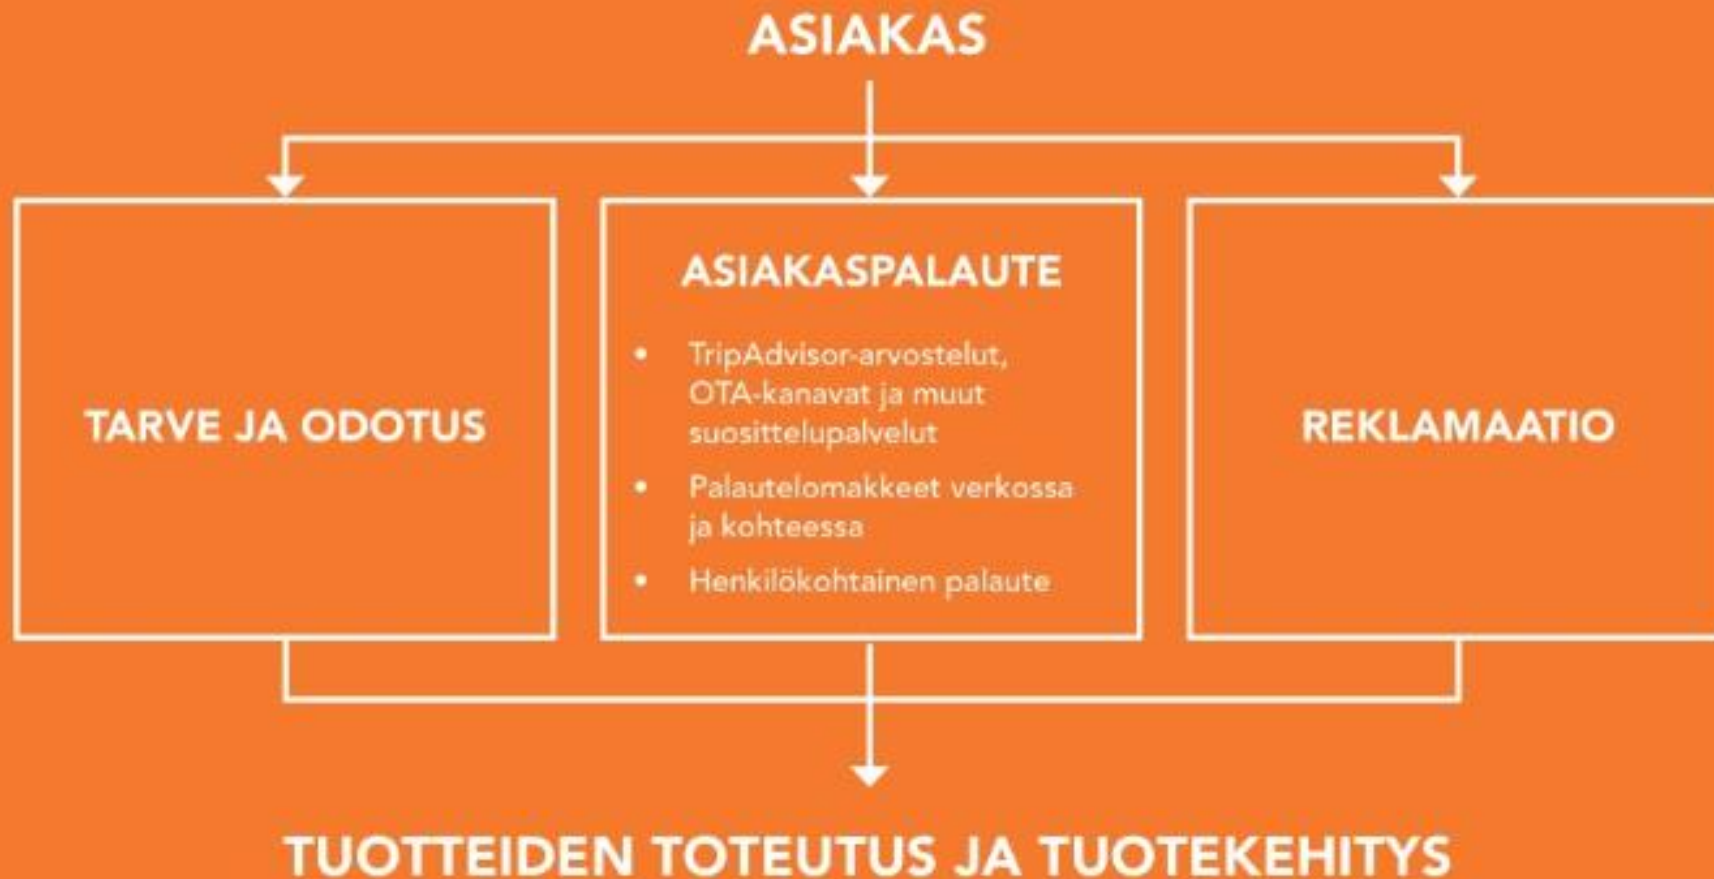 ASIAKAS
TARVE JA ODOTUS
ASIAKASPALAUTE
• TripAdvisor-arvostelut,
OTA-kanavat ja muut
suosittelupalvelut
• Palautelomakkeet verkossa
ja kohteessa
• Henkilökohtainen palaute
REKLAMAATIO
TUOTTEIDEN TOTEUTUS JA TUOTEKEHITYS